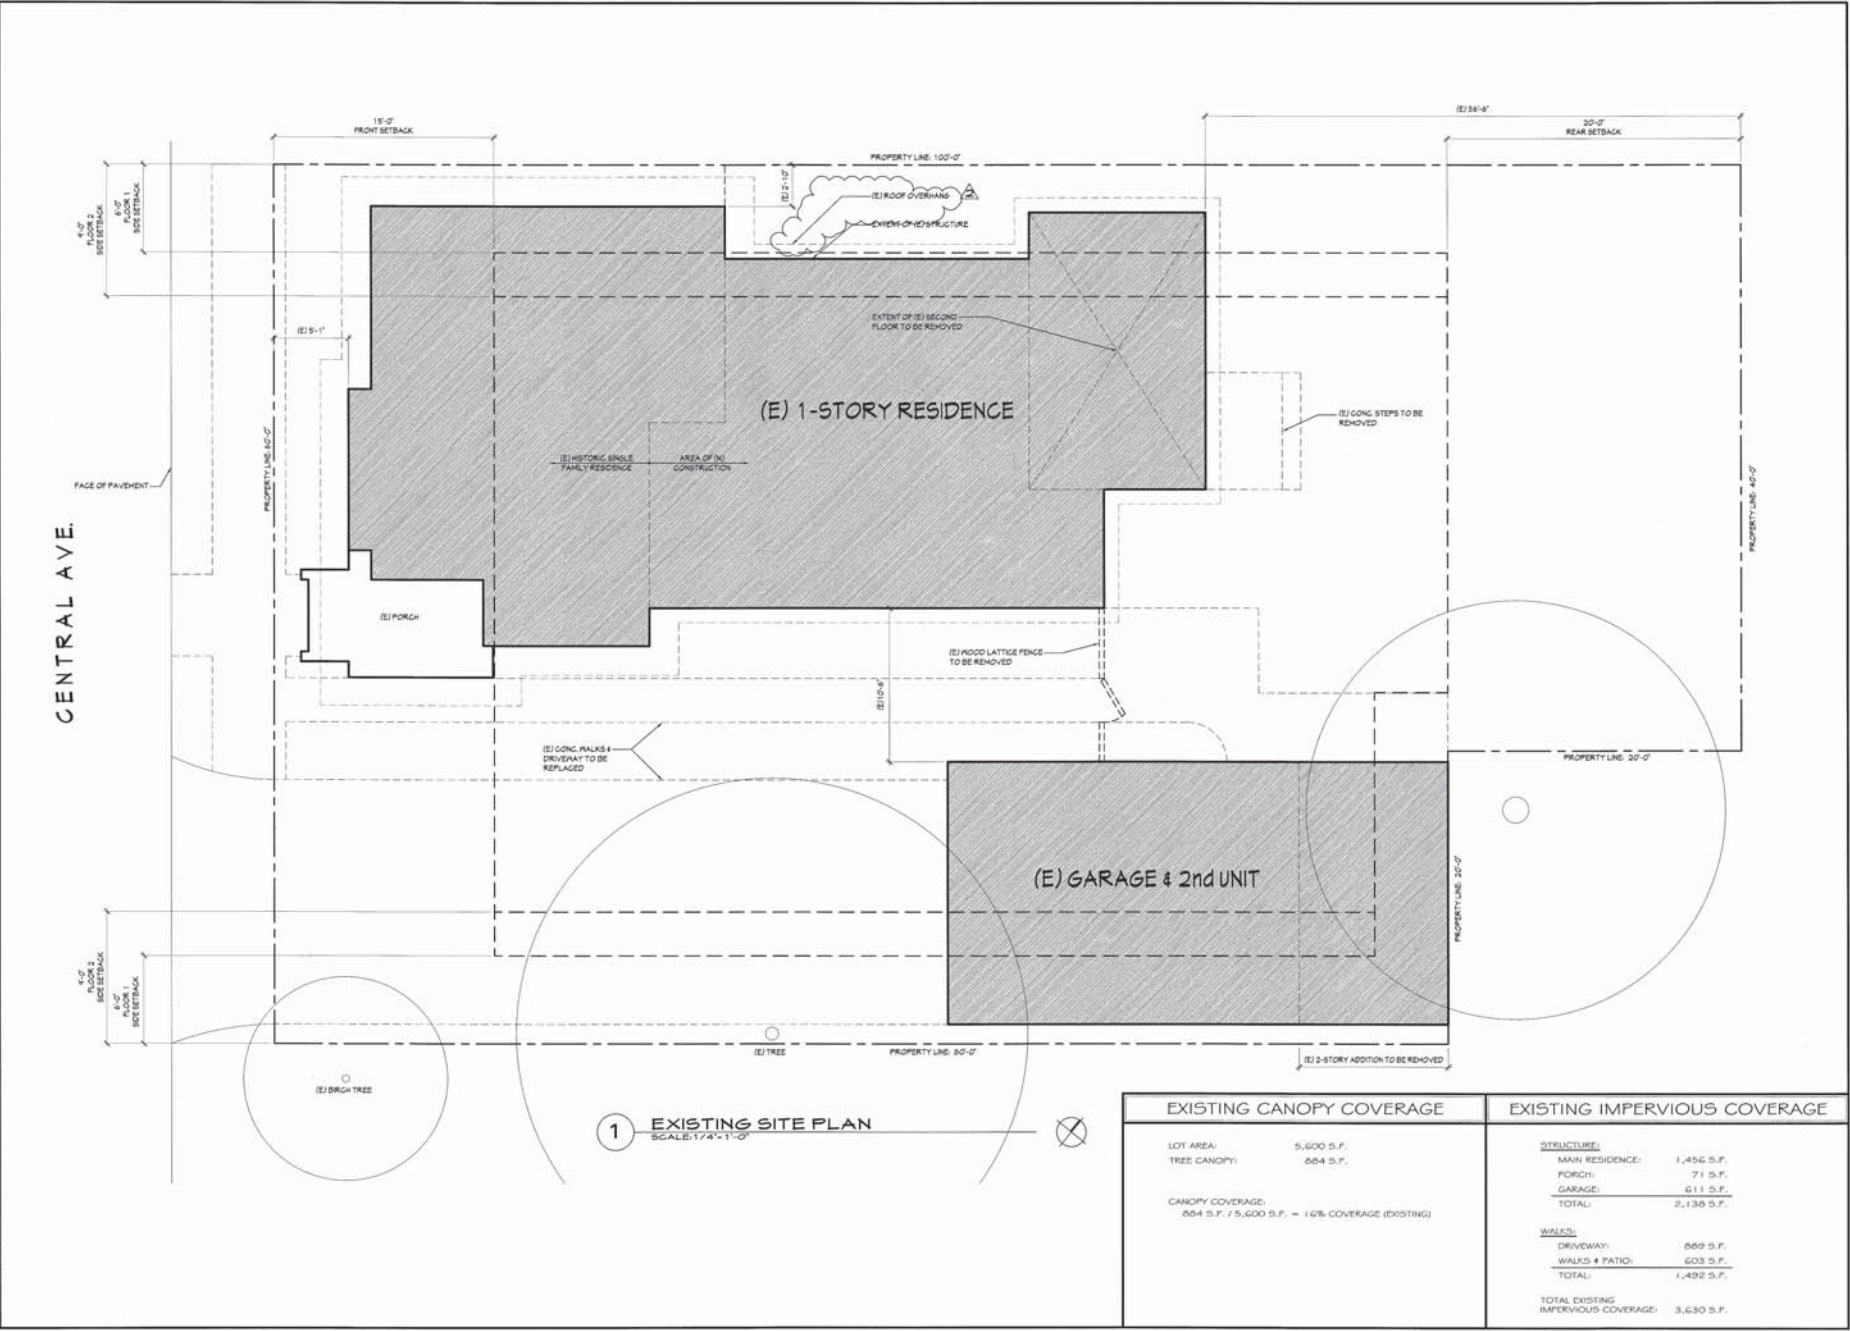 (E) 36'-6"
15'-0"
FRONT SETBACK
20'-0"
REAR SETBACK
PROPERTY LINE: 100'-0"
(E) 2'-10"
(E) ROOF OVERHANG
2
EXTENT OF (E) STRUCTURE
6'-0"
FLOOR 1
SIDE SETBACK
9'-0"
FLOOR 2
SIDE SETBACK
(E) 5'-1"
EXTENT OF (E) SECOND
FLOOR TO BE REMOVED
(E) 1-STORY RESIDENCE
(E) CONC. STEPS TO BE
REMOVED
PROPERTY LINE: 60'-0"
(E) HISTORIC SINGLE
FAMILY RESIDENCE
AREA OF (N)
CONSTRUCTION
FACE OF PAVEMENT
PROPERTY LINE: 40'-0"
CENTRAL AVE.
(E) PORCH
(E) WOOD LATTICE FENCE
TO BE REMOVED
(E) 10'-6"
(E) CONC. WALKS &
DRIVEWAY TO BE
REPLACED
PROPERTY LINE: 20'-0"
(E) GARAGE & 2nd UNIT
PROPERTY LINE: 20'-0"
9'-0"
FLOOR 2
SIDE SETBACK
6'-0"
FLOOR 1
SIDE SETBACK
(E) TREE
PROPERTY LINE: 80'-0"
(E) 2-STORY ADDITION TO BE REMOVED
(E) BIRCH TREE
1
EXISTING SITE PLAN
SCALE: 1/4"=1'-0"
EXISTING CANOPY COVERAGE
LOT AREA: 5,600 S.F.
TREE CANOPY: 884 S.F.
CANOPY COVERAGE:
884 S.F. / 5,600 S.F. = 16% COVERAGE (EXISTING)
EXISTING IMPERVIOUS COVERAGE
STRUCTURE:
MAIN RESIDENCE: 1,456 S.F.
PORCH: 71 S.F.
GARAGE: 611 S.F.
TOTAL: 2,138 S.F.
WALKS:
DRIVEWAY: 889 S.F.
WALKS & PATIO: 603 S.F.
TOTAL: 1,492 S.F.
TOTAL EXISTING
IMPERVIOUS COVERAGE: 3,630 S.F.